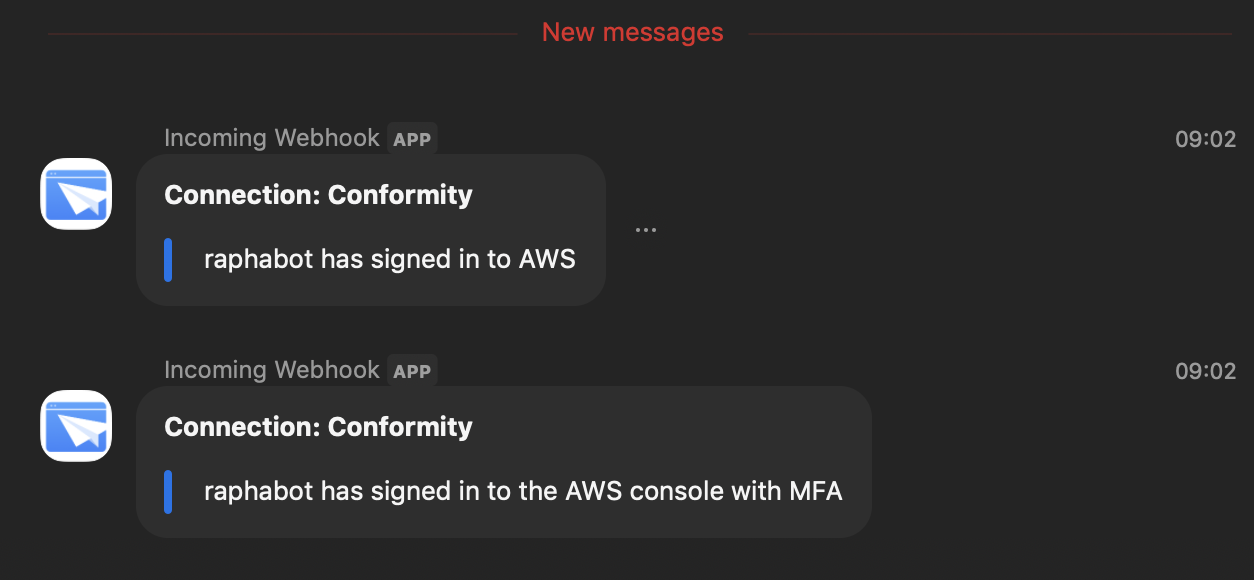 New messages
Incoming Webhook APP 09:02
Connection: Conformity
raphabot has signed in to AWS
...
Incoming Webhook APP 09:02
Connection: Conformity
raphabot has signed in to the AWS console with MFA